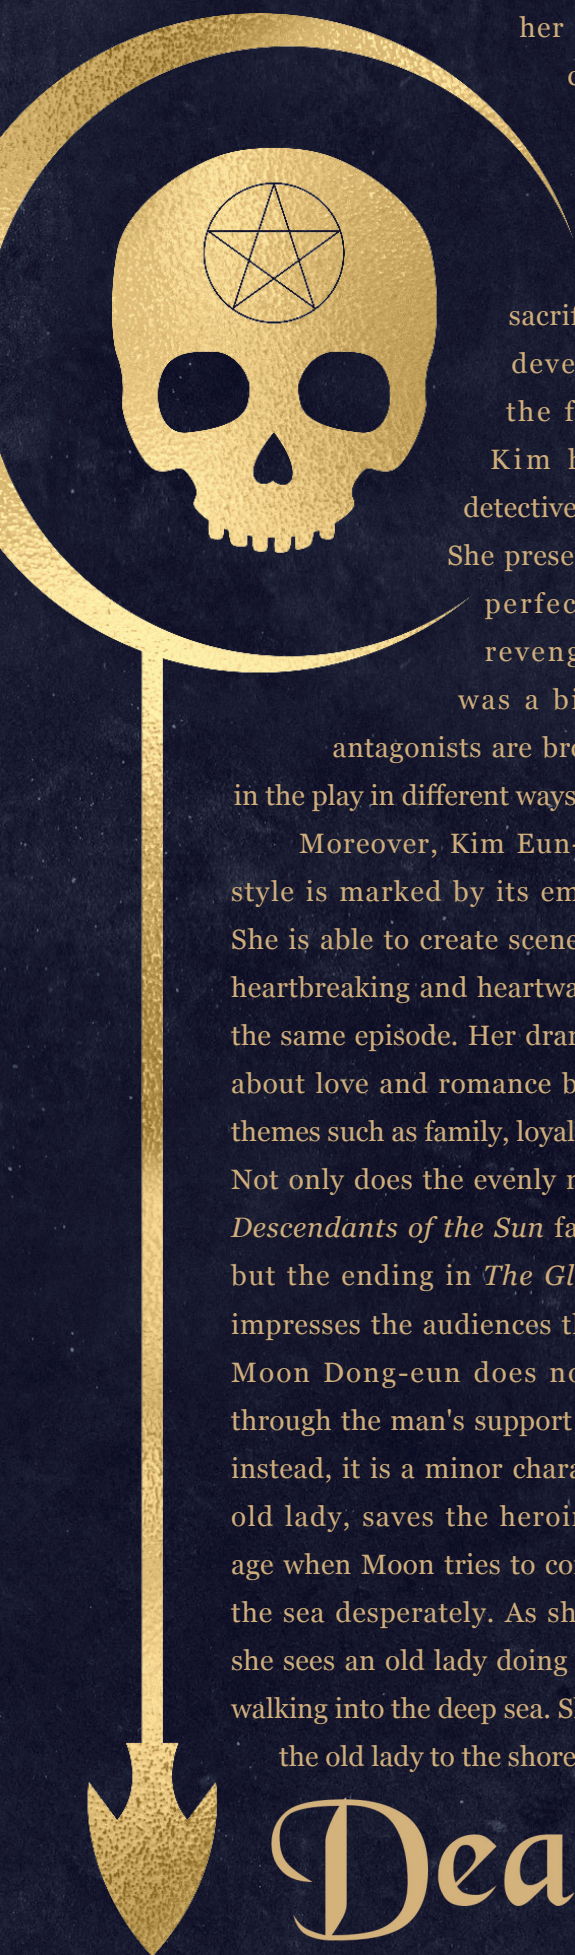 her
sacrif
deve
the f
Kim h
detective
She prese
perfec
reveng
was a bi
antagonists are bro
in the play in different ways
Moreover, Kim Eun-
style is marked by its em
She is able to create scene
heartbreaking and heartwa
the same episode. Her dran
about love and romance b
themes such as family, loyal
Not only does the evenly
Descendants of the Sun fa
but the ending in The Gl
impresses the audiences th
Moon Dong-eun does no
through the man's support
instead, it is a minor chara
old lady, saves the heroin
age when Moon tries to co
the sea desperately. As sh
she sees an old lady doing
walking into the deep sea. S
the old lady to the shore
Dea